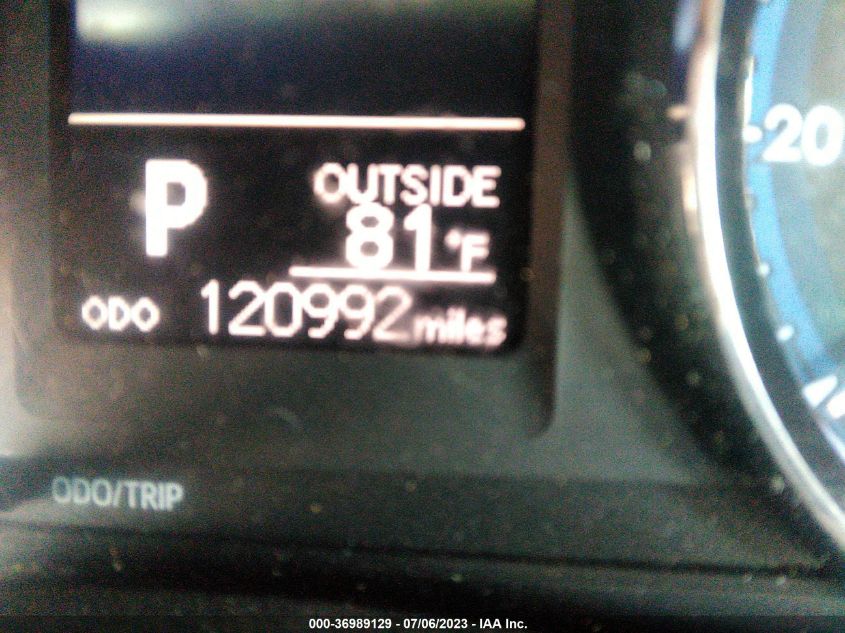 P
OUTSIDE
81°F
ODO 120992 miles
20
ODO/TRIP
000-36989129 - 07/06/2023 - IAA Inc.